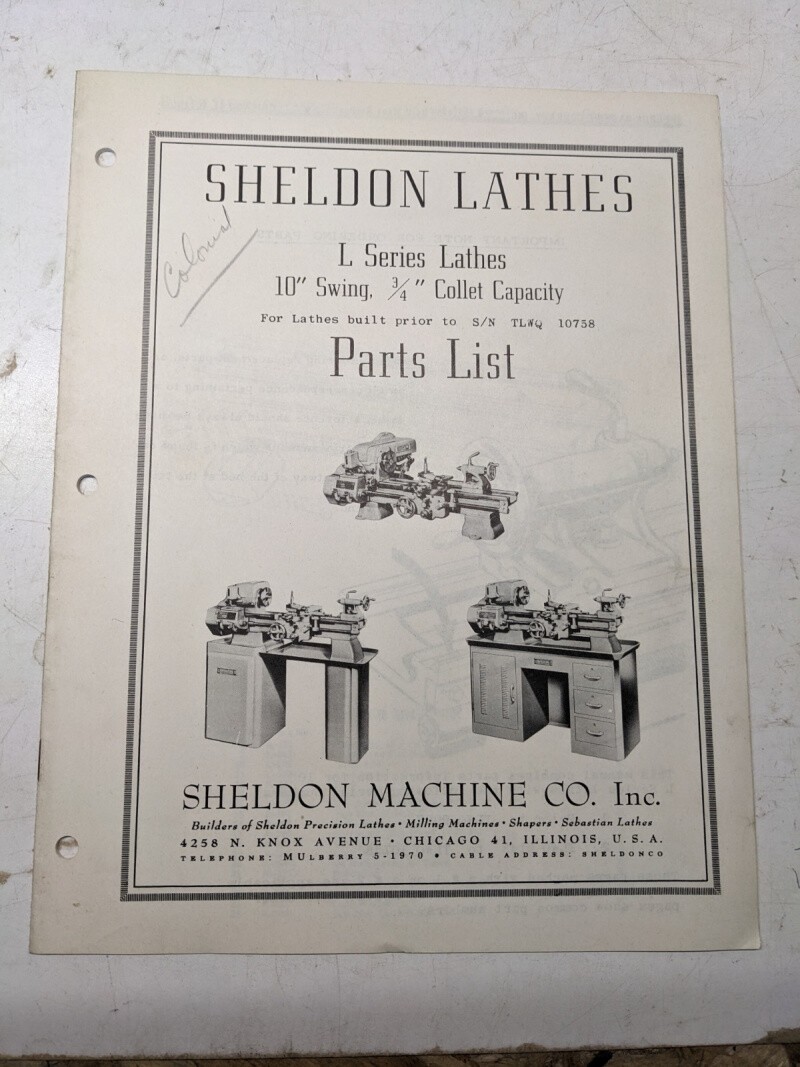 SHELDON LATHES
Colonial
L Series Lathes
10" Swing, 3/4" Collet Capacity
For Lathes built prior to S/N TLWQ 10758
Parts List
SHELDON MACHINE CO. Inc.
Builders of Sheldon Precision Lathes • Milling Machines • Shapers • Sebastian Lathes
4258 N. KNOX AVENUE • CHICAGO 41, ILLINOIS, U. S. A.
TELEPHONE: MULBERRY 5-1970 • CABLE ADDRESS: SHELDONCO